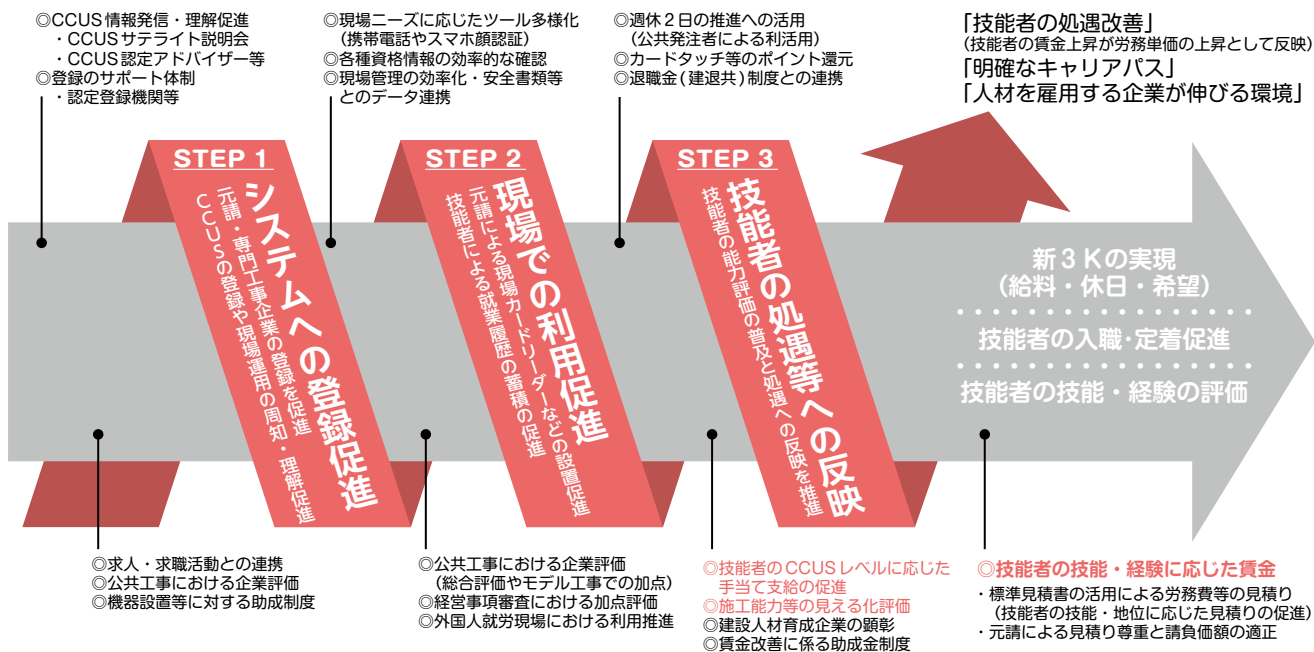 ◎CCUS情報発信・理解促進
・CCUSサテライト説明会
・CCUS認定アドバイザー等
◎登録のサポート体制
・認定登録機関等
◎現場ニーズに応じたツール多様化
(携帯電話やスマホ顔認証)
◎各種資格情報の効率的な確認
◎現場管理の効率化・安全書類等
とのデータ連携
◎週休2日の推進への活用
(公共発注者による利活用)
◎カードタッチ等のポイント還元
◎退職金(建退共)制度との連携
「技能者の処遇改善」
(技能者の賃金上昇が労務単価の上昇として反映)
「明確なキャリアパス」
「人材を雇用する企業が伸びる環境」
STEP 1
システムへの登録促進
元請・専門工事企業の登録を促進
CCUSの登録や現場運用の周知・理解促進
STEP 2
現場での利用促進
元請による現場カードリーダーなどの設置促進
技能者による就業履歴の蓄積の促進
STEP 3
技能者の処遇等への反映
技能者の能力評価の普及と処遇への反映を推進
新3Kの実現
(給料・休日・希望)
技能者の入職・定着促進
技能者の技能・経験の評価
◎求人・求職活動との連携
◎公共工事における企業評価
◎機器設置等に対する助成制度
◎公共工事における企業評価
(総合評価やモデル工事での加点)
◎経営事項審査における加点評価
◎外国人就労現場における利用推進
◎技能者のCCUSレベルに応じた
手当て支給の促進
◎施工能力等の見える化評価
◎建設人材育成企業の顕彰
◎賃金改善に係る助成金制度
◎技能者の技能・経験に応じた賃金
・標準見積書の活用による労務費等の見積り
(技能者の技能・地位に応じた見積りの促進)
・元請による見積り尊重と請負価額の適正